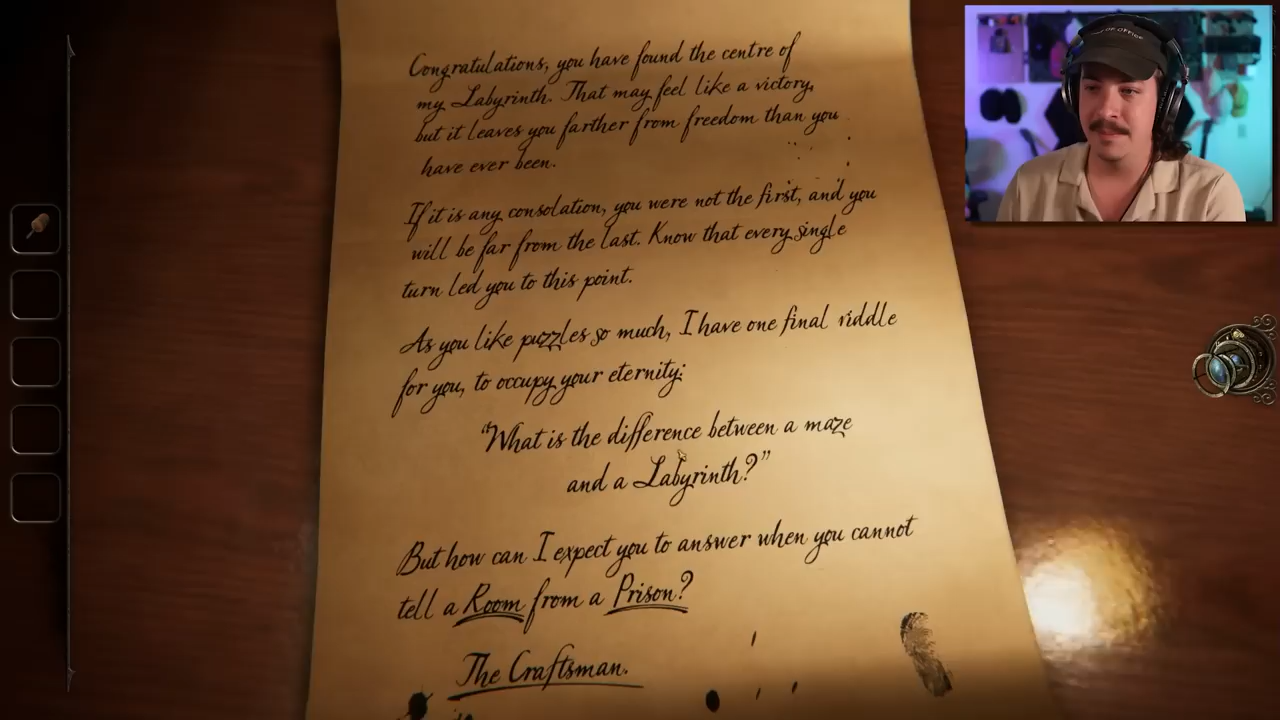 Congratulations, you have found the centre of
my Labyrinth. That may feel like a victory,
but it leaves you farther from freedom than you
have ever been.
If it is any consolation, you were not the first, and you
will be far from the last. Know that every single
turn led you to this point.
As you like puzzles so much, I have one final riddle
for you, to occupy your eternity:
"What is the difference between a maze
and a Labyrinth?"
But how can I expect you to answer when you cannot
tell a Room from a Prison?
The Craftsman.